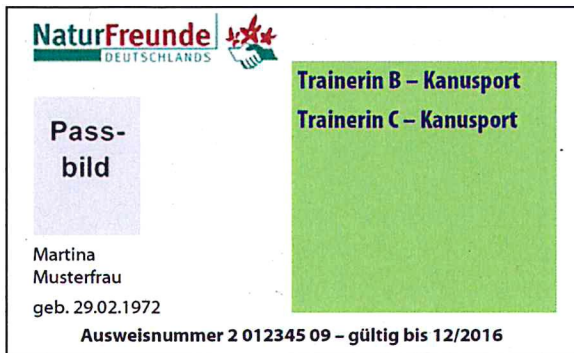 NaturFreunde
DEUTSCHLANDS
Trainerin B – Kanusport
Trainerin C – Kanusport
Pass-
bild
Martina
Musterfrau
geb. 29.02.1972
Ausweisnummer 2 012345 09 – gültig bis 12/2016